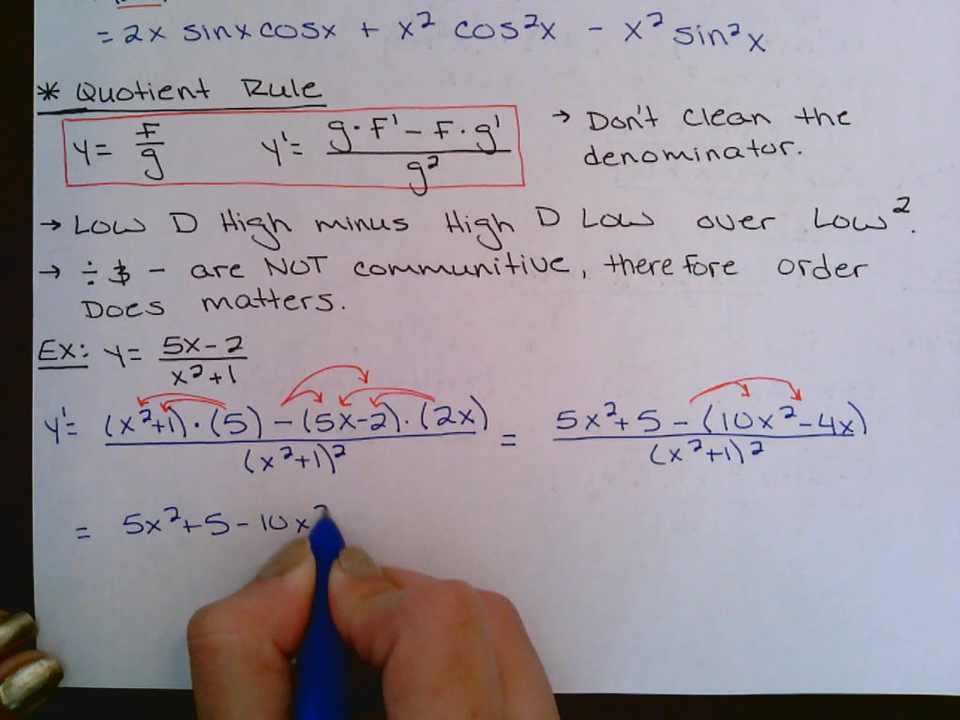 = 2x sinx cosx + x² cos²x - x² sin²x
* Quotient Rule
y = F/g y' = (g·F' - F·g')/g² → Don't clean the
denominator.
→ Low D High minus High D Low over Low².
→ ÷ $ - are NOT communitive, therefore order
Does matters.
Ex: y = (5x-2)/(x²+1)
y' = ((x²+1)·(5) - (5x-2)·(2x))/(x²+1)² = (5x²+5-(10x²-4x))/(x²+1)²
= 5x²+5-10x²